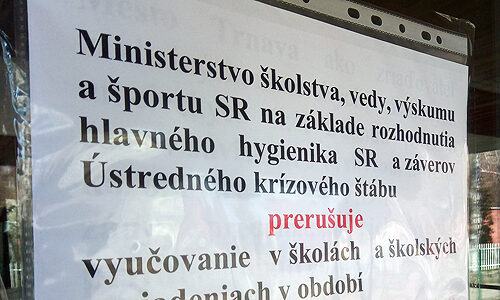 Ministerstvo školstva, vedy, výskumu
a športu SR na základe rozhodnutia
hlavného hygienika SR a záverov
Ústredného krízového štábu
prerušuje
vyučovanie v školách a školských
v období